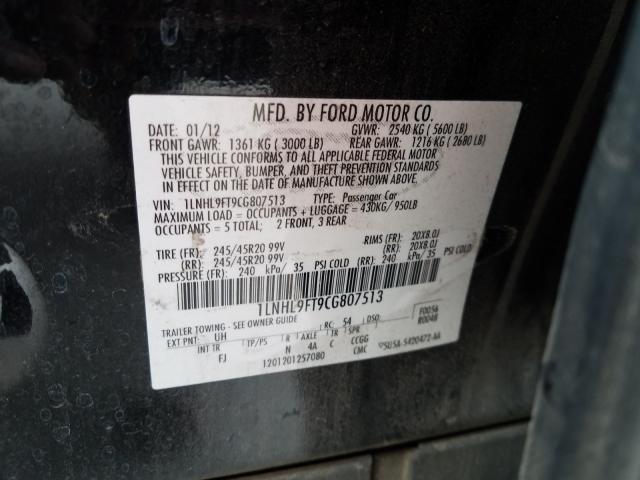 MFD. BY FORD MOTOR CO.
DATE: 01/12 GVWR: 2540 KG ( 5600 LB)
FRONT GAWR: 1361 KG ( 3000 LB) REAR GAWR: 1216 KG ( 2680 LB)
THIS VEHICLE CONFORMS TO ALL APPLICABLE FEDERAL MOTOR
VEHICLE SAFETY, BUMPER, AND THEFT PREVENTION STANDARDS
IN EFFECT ON THE DATE OF MANUFACTURE SHOWN ABOVE.
VIN: 1LNHL9FT9CG807513 TYPE: Passenger Car
MAXIMUM LOAD = OCCUPANTS + LUGGAGE = 430KG/ 950LB
OCCUPANTS = 5 TOTAL: 2 FRONT, 3 REAR
TIRE (FR): 245/45R20 99V RIMS (FR): 20X8.0J
(RR): 245/45R20 99V (RR): 20X8.0J
PRESSURE (FR): 240 kPa/ 35 PSI COLD (RR): 240 kPa/ 35 PSI COLD
1LNHL9FT9CG807513
TRAILER TOWING - SEE OWNER GUIDE RC: 54 DSO: F0056
EXT PNT: UH R0048
INT TR TP/PS R AXLE TR SPR
FJ N 4A C CCGG
1201201257080 CMC 5U5A-5420472-AA